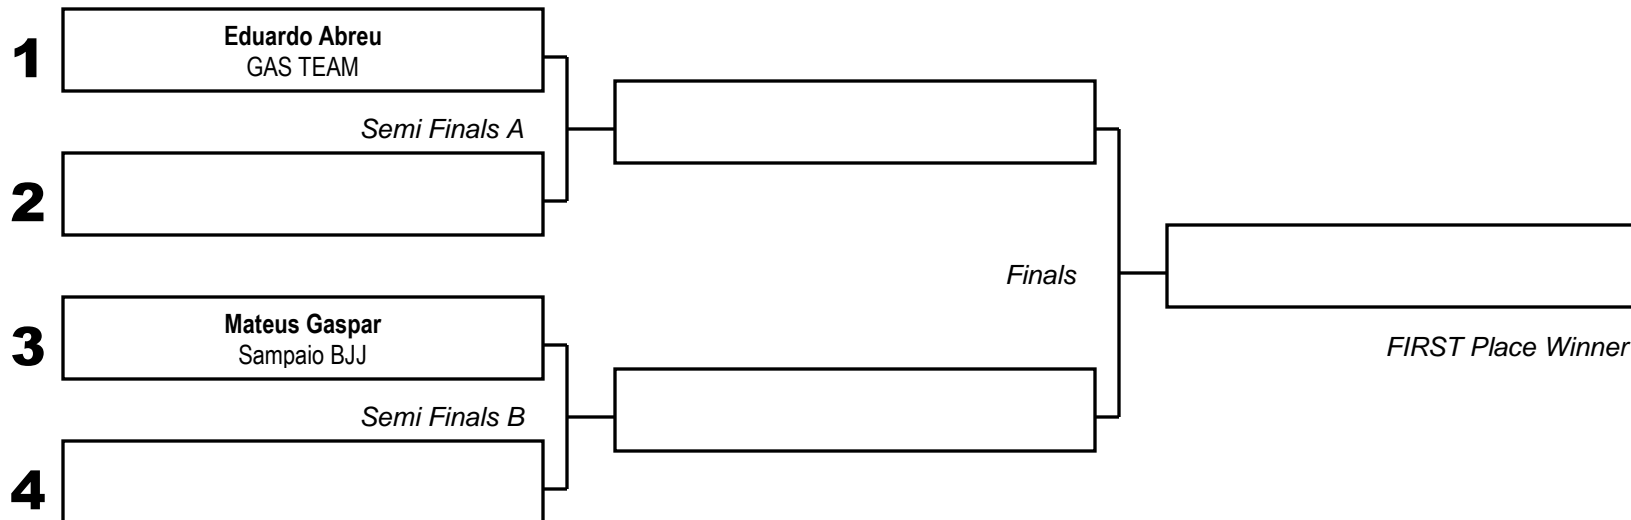 1
Eduardo Abreu
GAS TEAM
Semi Finals A
2
Finals
3
Mateus Gaspar
Sampaio BJJ
FIRST Place Winner
Semi Finals B
4